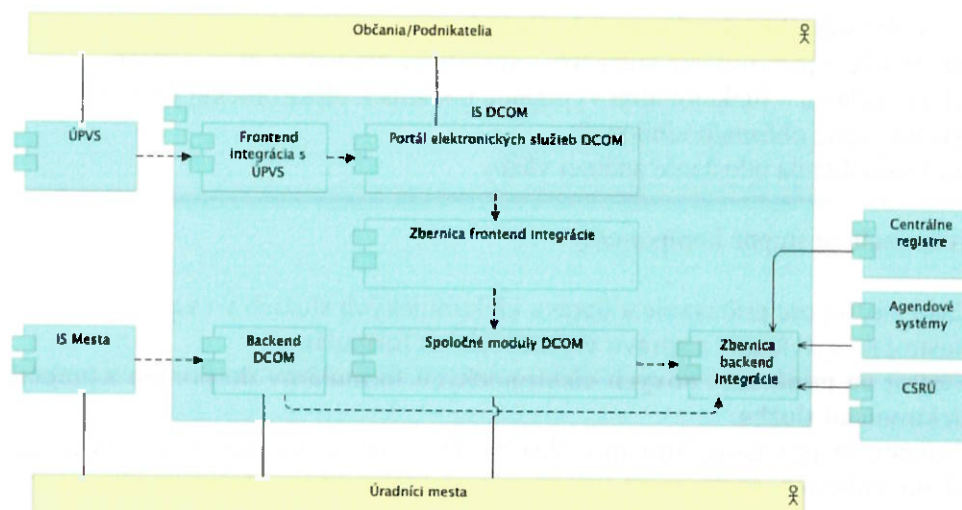 Občania/Podnikatelia
IS DCOM
ÚPVS
Frontend
integrácia s
ÚPVS
Portál elektronických služieb DCOM
Zbernica frontend integrácie
Centrálne
registre
Agendové
systémy
IS Mesta
Backend
DCOM
Spoločné moduly DCOM
Zbernica
backend
integrácie
CSRÚ
Úradníci mesta